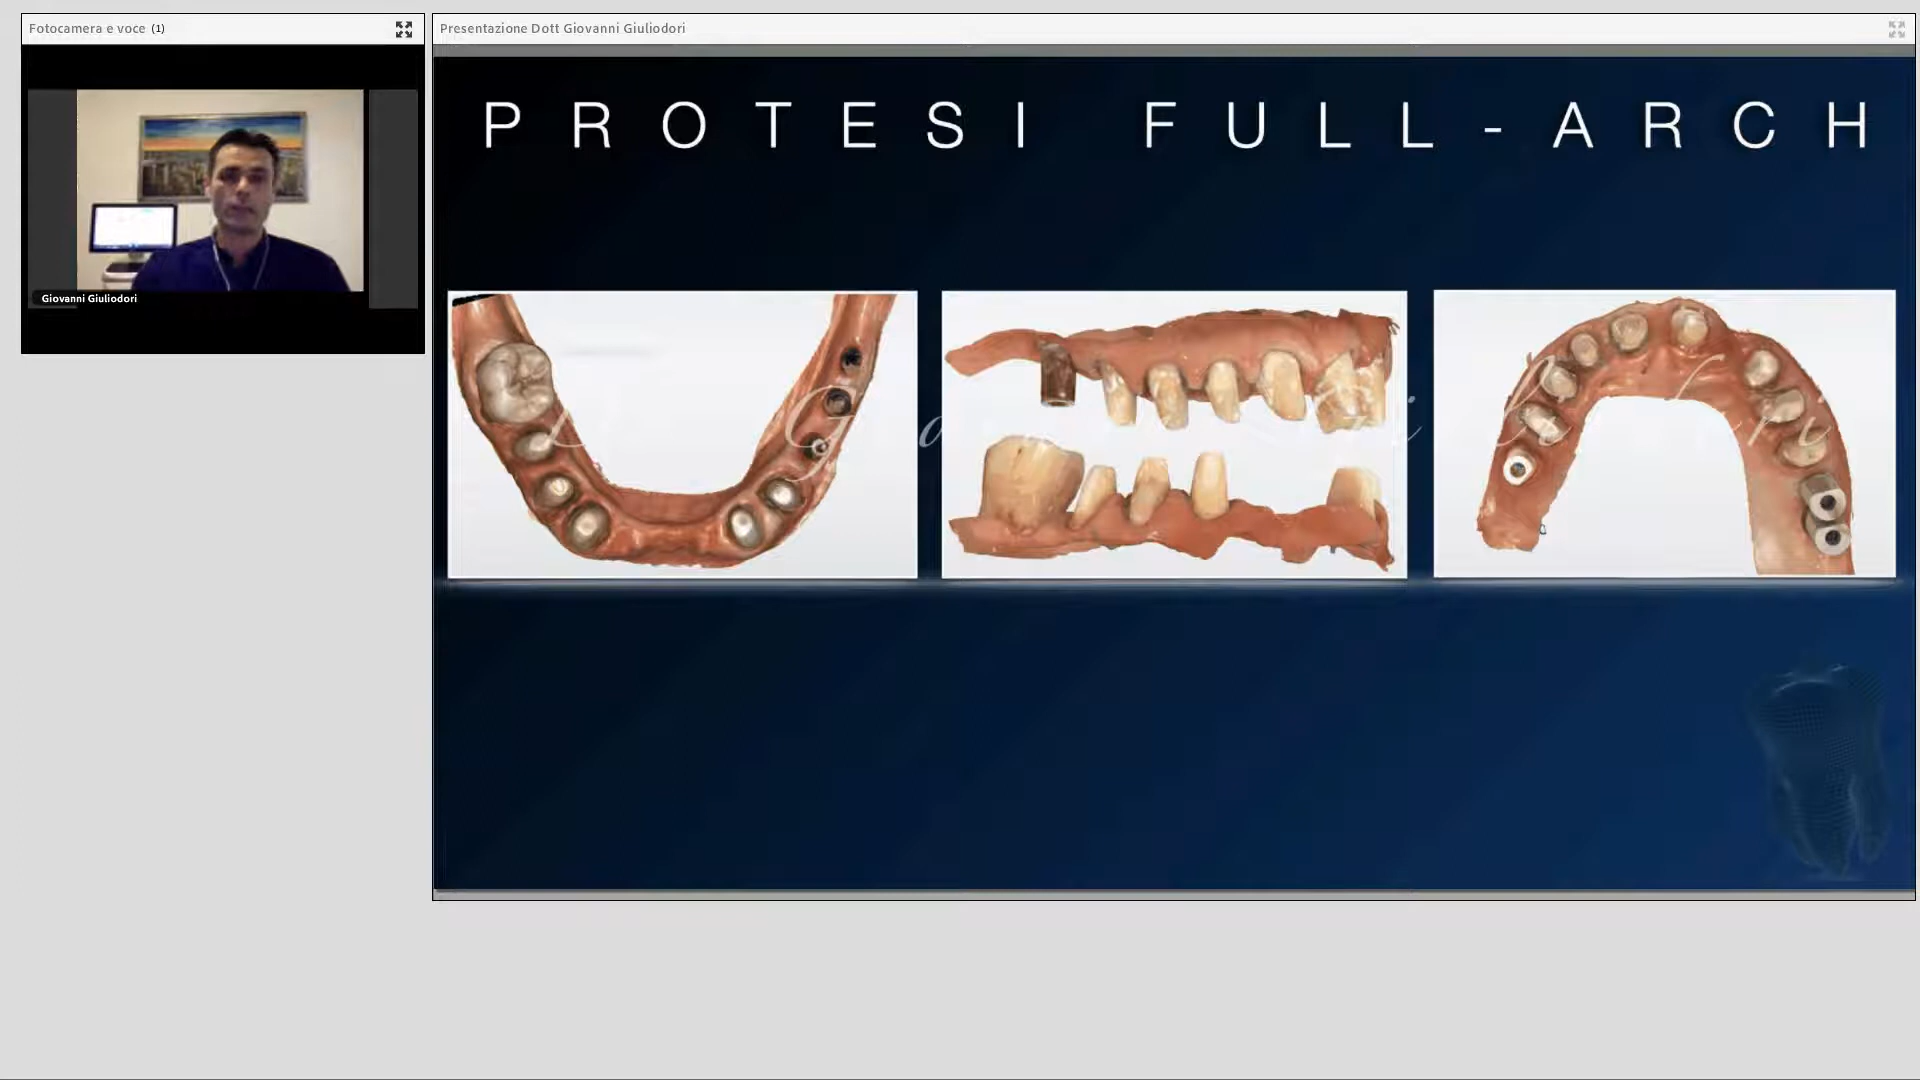 Fotocamera e voce (1)
Giovanni Giuliodori
Presentazione Dott Giovanni Giuliodori
PROTESI FULL-ARCH